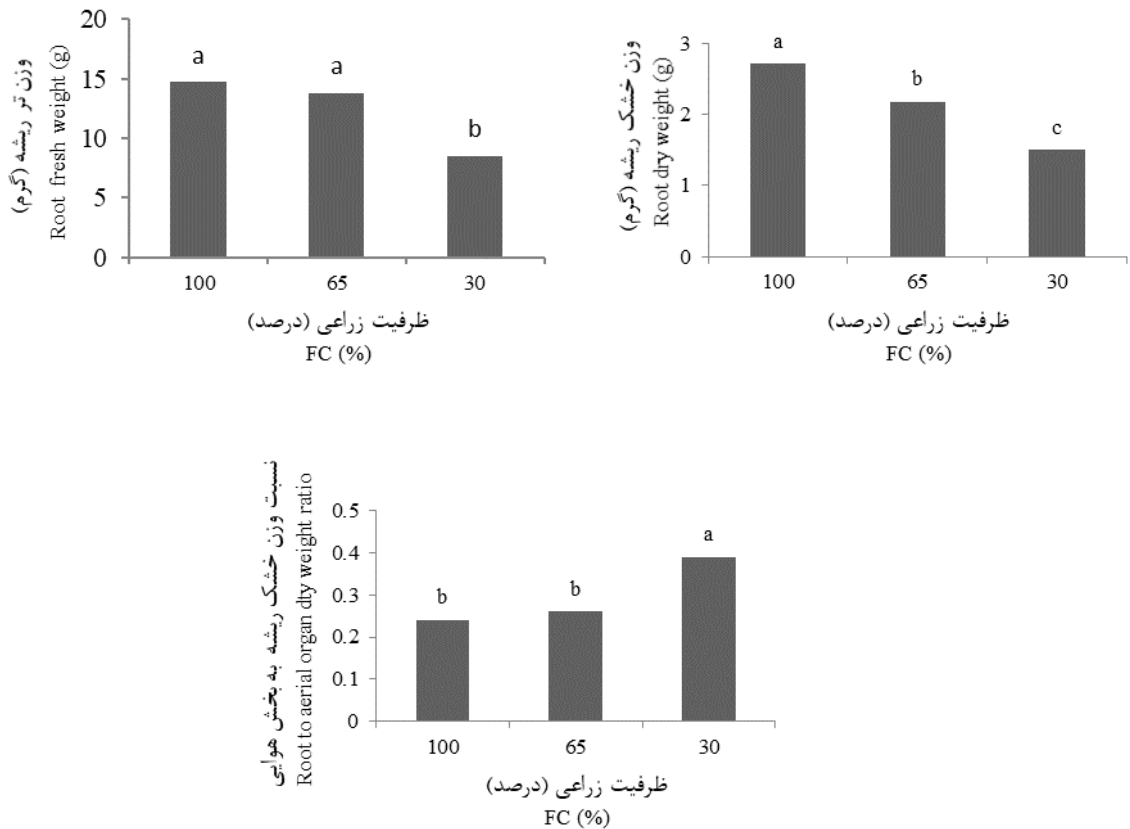 وزن تر ریشه (گرم)
Root fresh weight (g)
20
15
10
5
0
a
a
b
100
65
30
ظرفیت زراعی (درصد)
FC (%)
وزن خشک ریشه (گرم)
Root dry weight (g)
3
2
1
0
a
b
c
100
65
30
ظرفیت زراعی (درصد)
FC (%)
نسبت وزن خشک ریشه به بخش هوایی
Root to aerial organ dty weight ratio
0.5
0.4
0.3
0.2
0.1
0
b
b
a
100
65
30
ظرفیت زراعی (درصد)
FC (%)